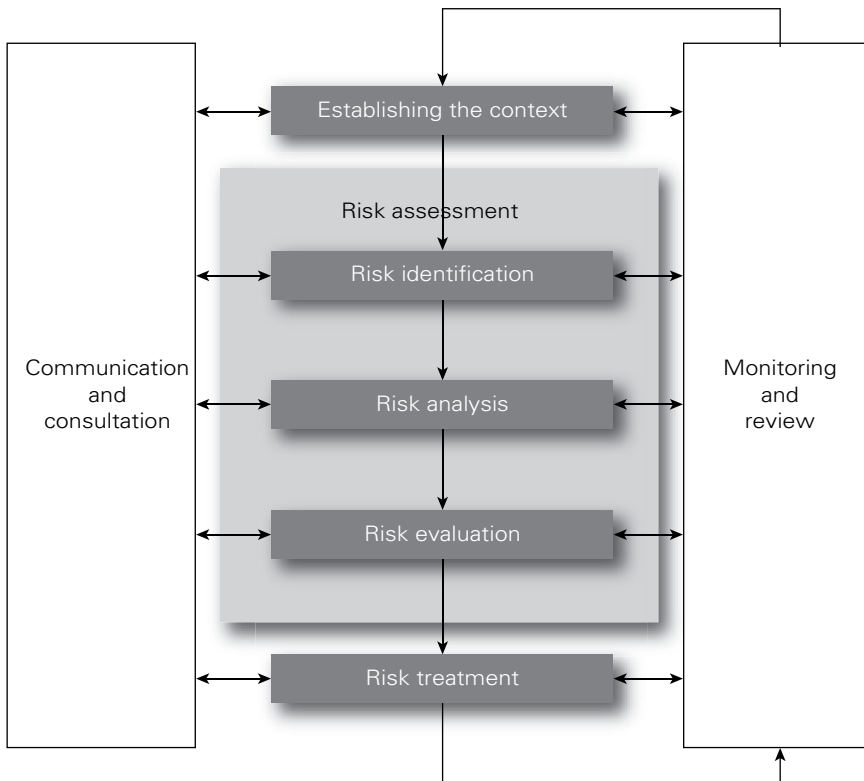 Establishing the context
Risk assessment
Risk identification
Communication
and
consultation
Monitoring
and
review
Risk analysis
Risk evaluation
Risk treatment